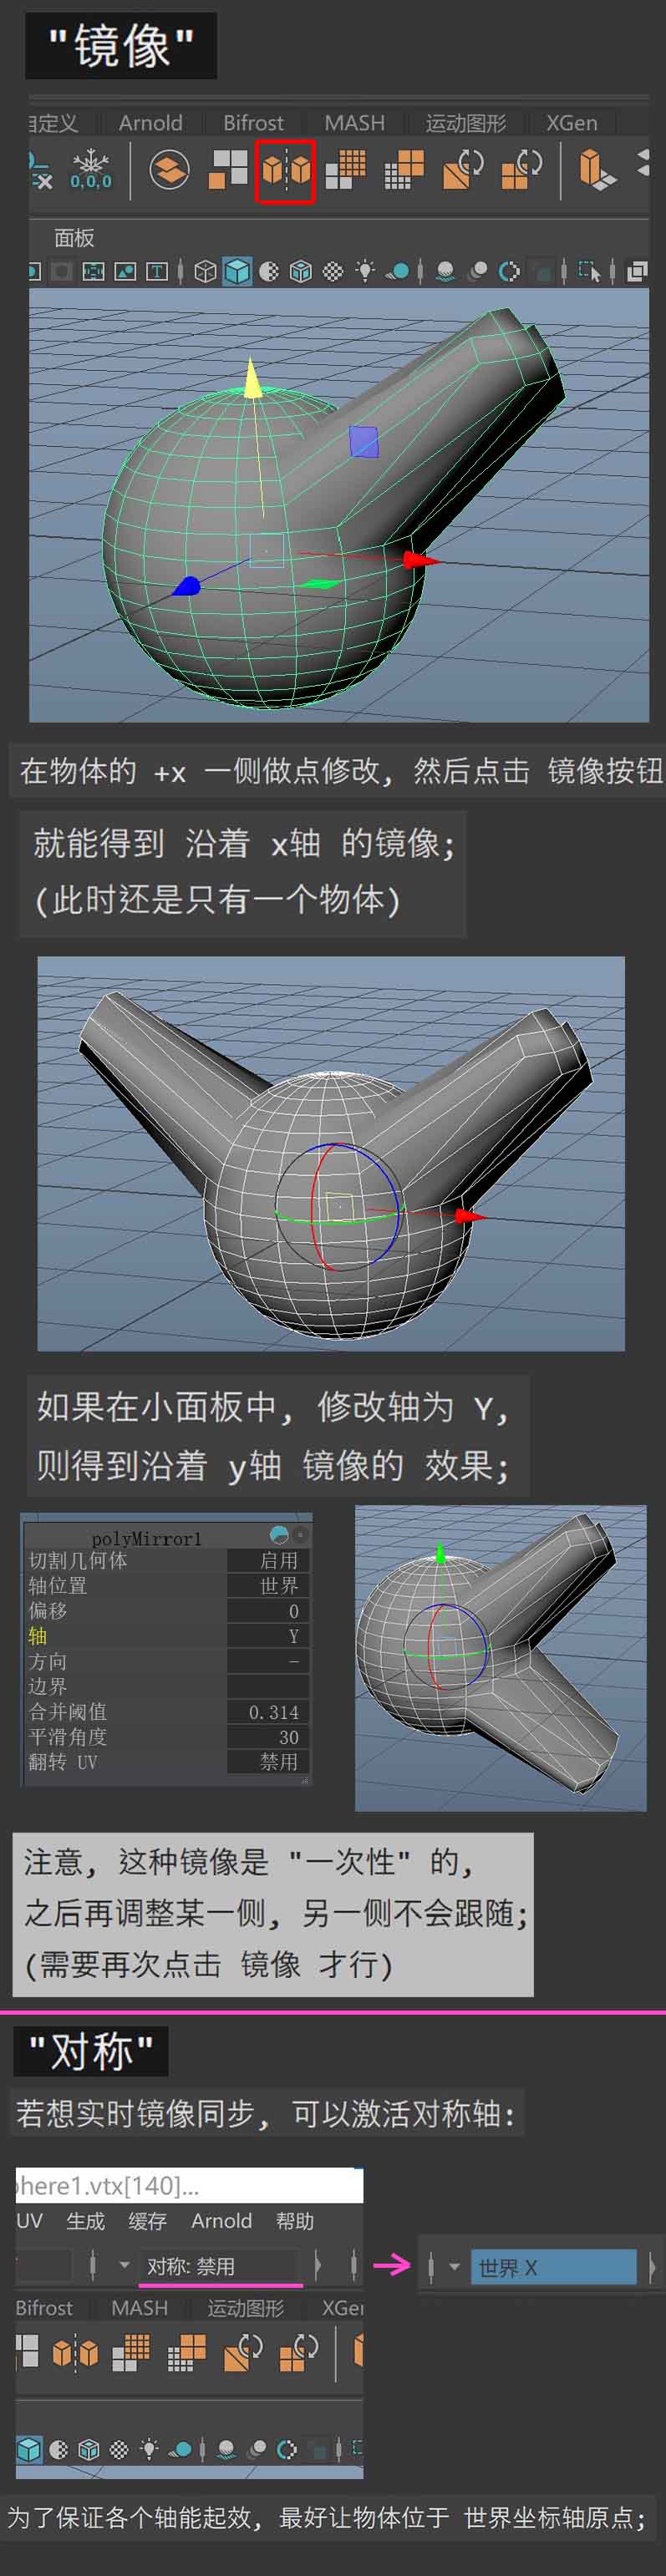 "镜像"
自定义 Arnold Bifrost MASH 运动图形 XGen
0,0,0
面板
T
在物体的 +x 一侧做点修改, 然后点击 镜像按钮
就能得到 沿着 x轴 的镜像;
(此时还是只有一个物体)
如果在小面板中, 修改轴为 Y,
则得到沿着 y轴 镜像的 效果;
polyMirror1
切割几何体 启用
轴位置 世界
偏移 0
轴 Y
方向 -
边界
合并阈值 0.314
平滑角度 30
翻转 UV 禁用
注意, 这种镜像是 "一次性" 的,
之后再调整某一侧, 另一侧不会跟随;
(需要再次点击 镜像 才行)
"对称"
若想实时镜像同步, 可以激活对称轴:
here1.vtx[140]...
UV 生成 缓存 Arnold 帮助
对称: 禁用
世界 X
Bifrost MASH 运动图形 XGen
为了保证各个轴能起效, 最好让物体位于 世界坐标轴原点;